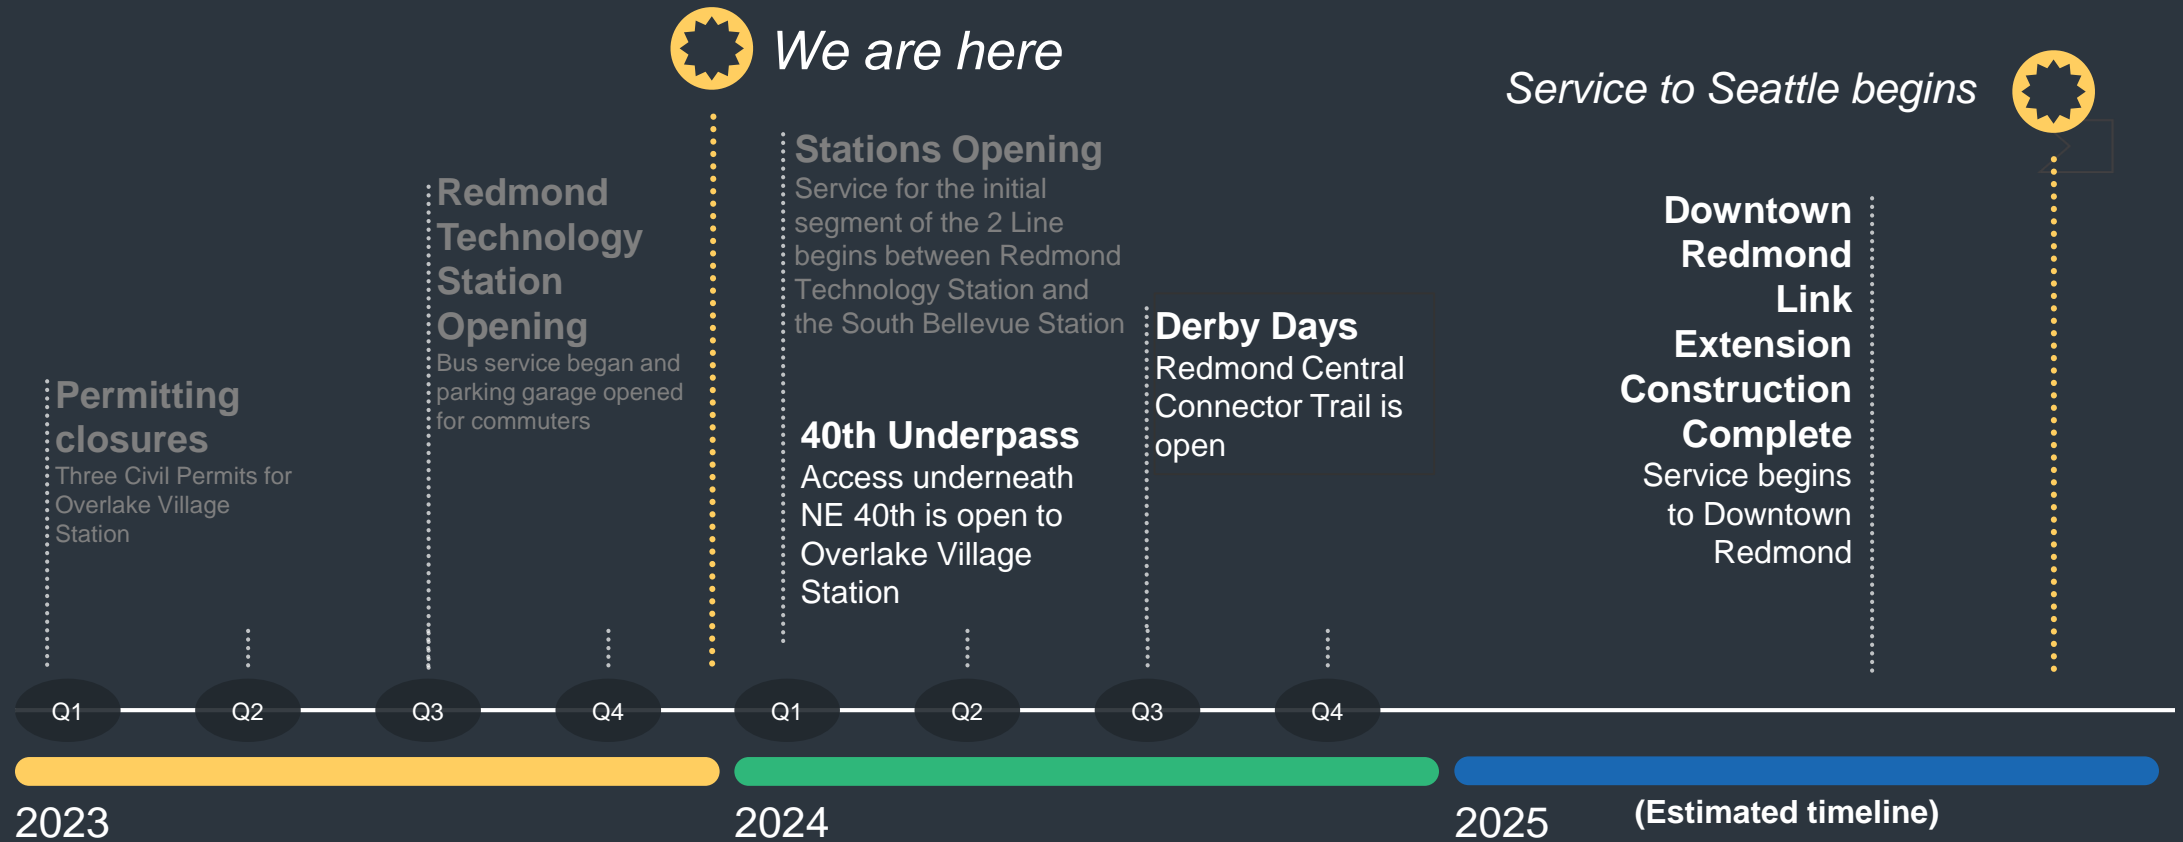 We are here
Service to Seattle begins
Permitting
closures
Three Civil Permits for
Overlake Village
Station
Redmond
Technology
Station
Opening
Bus service began and
parking garage opened
for commuters
Stations Opening
Service for the initial
segment of the 2 Line
begins between Redmond
Technology Station and
the South Bellevue Station
40th Underpass
Access underneath
NE 40th is open to
Overlake Village
Station
Derby Days
Redmond Central
Connector Trail is
open
Downtown
Redmond
Link
Extension
Construction
Complete
Service begins
to Downtown
Redmond
Q1
Q2
Q3
Q4
Q1
Q2
Q3
Q4
2023
2024
2025
(Estimated timeline)